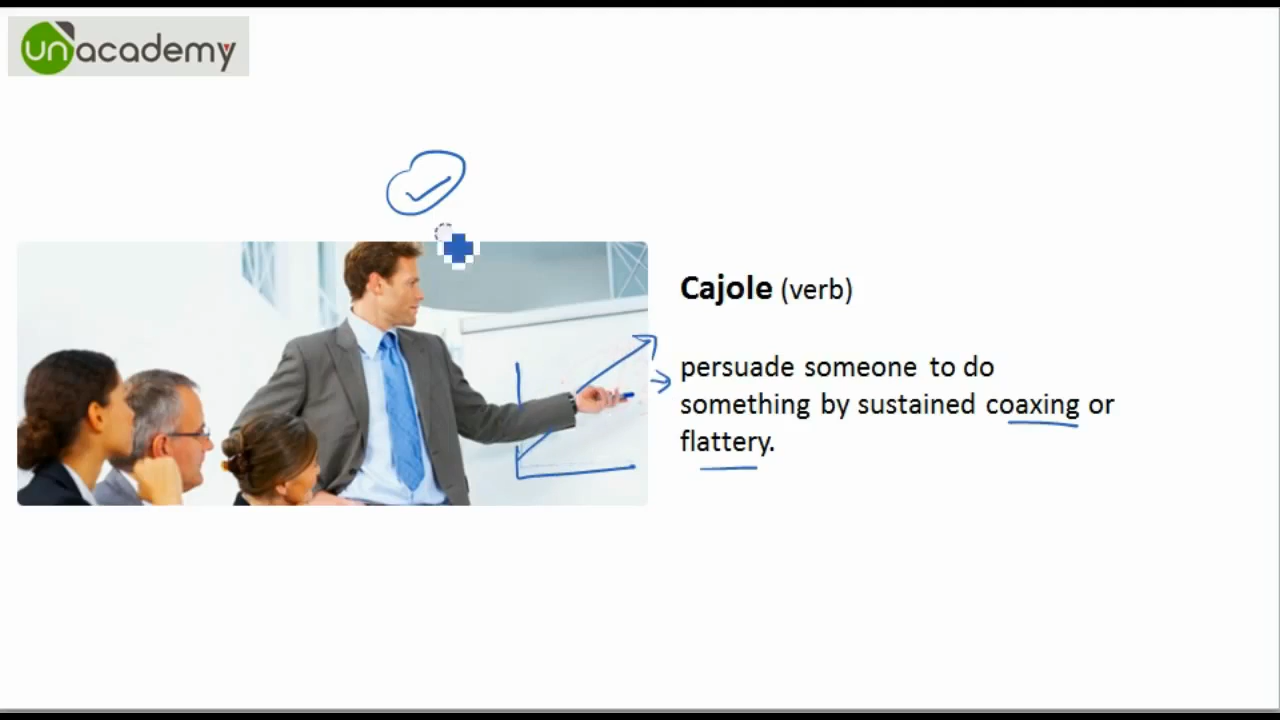 unacademy
Cajole (verb)
persuade someone to do
something by sustained coaxing or
flattery.